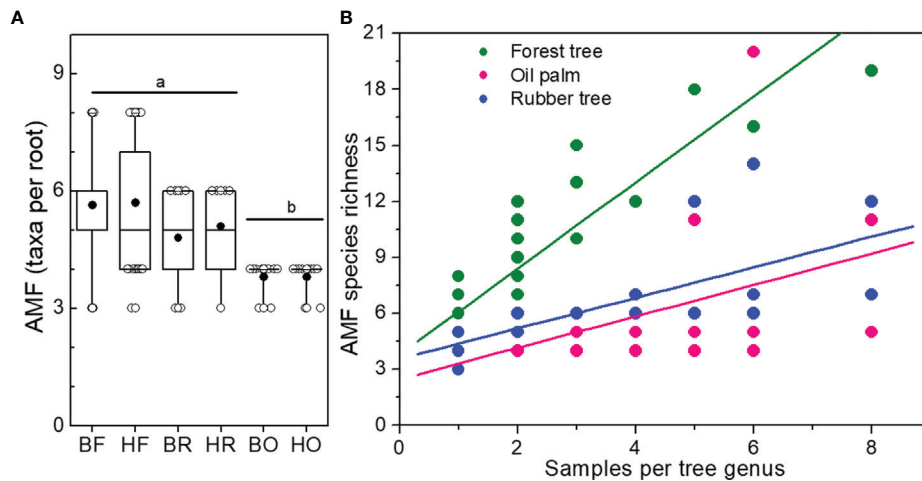 A
AMF (taxa per root)
9
6
3
0
a
b
BF HF BR HR BO HO
B
AMF species richness
21
18
15
12
9
6
3
0
Forest tree
Oil palm
Rubber tree
0 2 4 6 8
Samples per tree genus